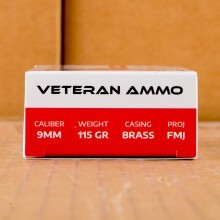 VETERAN AMMO
CALIBER WEIGHT CASING PROJ
9MM 115 GR BRASS FMJ